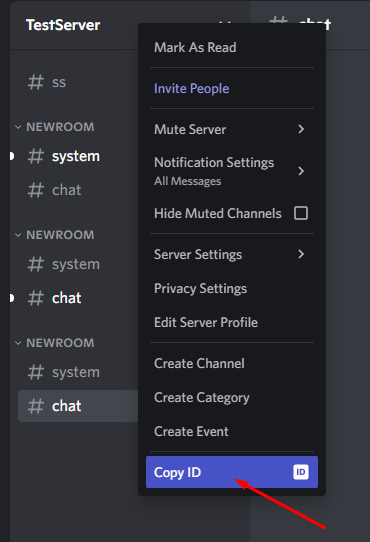 TestServer
# chat
# ss
NEWROOM
# system
# chat
NEWROOM
# system
# chat
NEWROOM
# system
# chat
Mark As Read
Invite People
Mute Server
Notification Settings
All Messages
Hide Muted Channels
Server Settings
Privacy Settings
Edit Server Profile
Create Channel
Create Category
Create Event
Copy ID ID